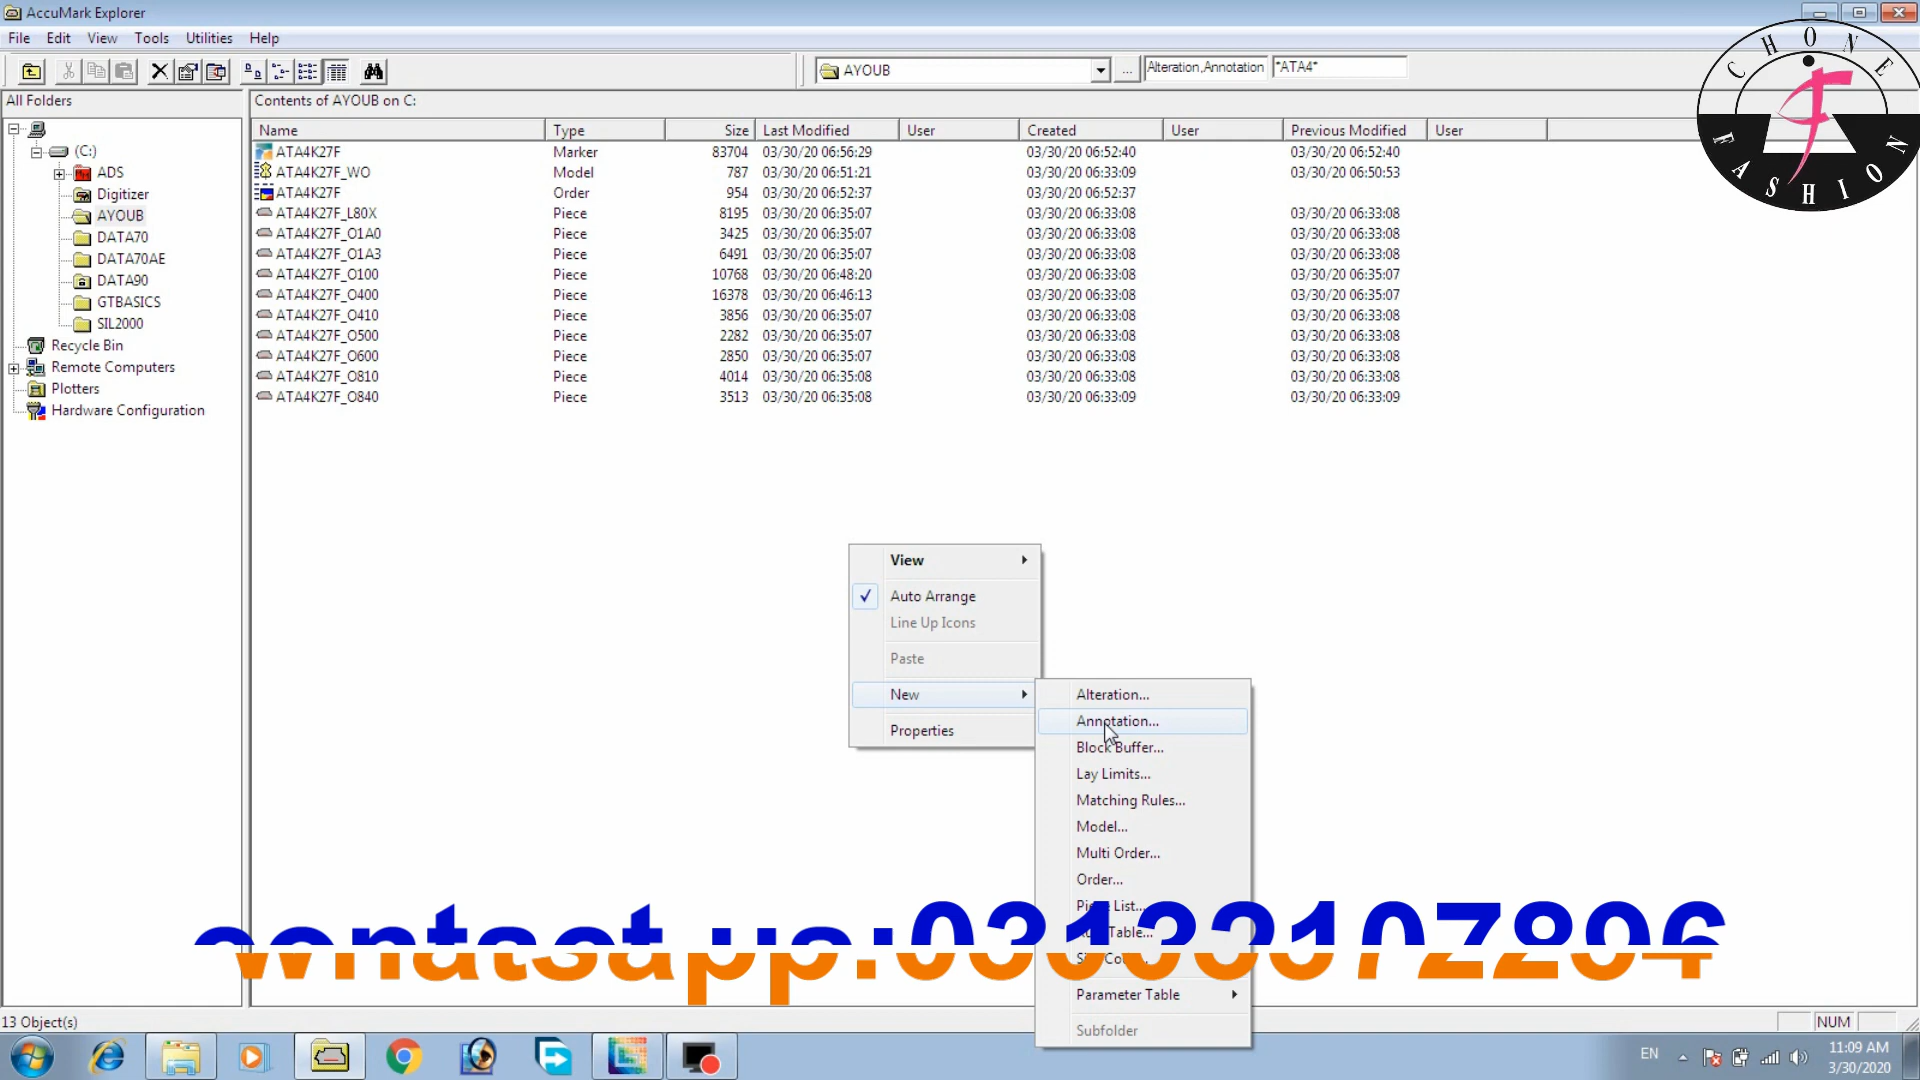 AccuMark Explorer
File Edit View Tools Utilities Help
AYOUB ... Alteration,Annotation *ATA4*
All Folders
Contents of AYOUB on C:
(C:)
ADS
Digitizer
AYOUB
DATA70
DATA70AE
DATA90
GTBASICS
SIL2000
Recycle Bin
Remote Computers
Plotters
Hardware Configuration
Name Type Size Last Modified User Created User Previous Modified User
ATA4K27F Marker 83704 03/30/20 06:56:29 03/30/20 06:52:40 03/30/20 06:52:40
ATA4K27F_WO Model 787 03/30/20 06:51:21 03/30/20 06:33:09 03/30/20 06:50:53
ATA4K27F Order 954 03/30/20 06:52:37 03/30/20 06:52:37
ATA4K27F_L80X Piece 8195 03/30/20 06:35:07 03/30/20 06:33:08 03/30/20 06:33:08
ATA4K27F_O1A0 Piece 3425 03/30/20 06:35:07 03/30/20 06:33:08 03/30/20 06:33:08
ATA4K27F_O1A3 Piece 6491 03/30/20 06:35:07 03/30/20 06:33:08 03/30/20 06:33:08
ATA4K27F_O100 Piece 10768 03/30/20 06:48:20 03/30/20 06:33:08 03/30/20 06:35:07
ATA4K27F_O400 Piece 16378 03/30/20 06:46:13 03/30/20 06:33:08 03/30/20 06:35:07
ATA4K27F_O410 Piece 3856 03/30/20 06:35:07 03/30/20 06:33:08 03/30/20 06:33:08
ATA4K27F_O500 Piece 2282 03/30/20 06:35:07 03/30/20 06:33:08 03/30/20 06:33:08
ATA4K27F_O600 Piece 2850 03/30/20 06:35:07 03/30/20 06:33:08 03/30/20 06:33:08
ATA4K27F_O810 Piece 4014 03/30/20 06:35:08 03/30/20 06:33:08 03/30/20 06:33:08
ATA4K27F_O840 Piece 3513 03/30/20 06:35:08 03/30/20 06:33:09 03/30/20 06:33:09
CHONE
FASHION
View
Auto Arrange
Line Up Icons
Paste
New
Properties
Alteration...
Annotation...
Block Buffer...
Lay Limits...
Matching Rules...
Model...
Multi Order...
Order...
Parameter Table
Subfolder
13 Object(s)
NUM
EN
11:09 AM
3/30/2020